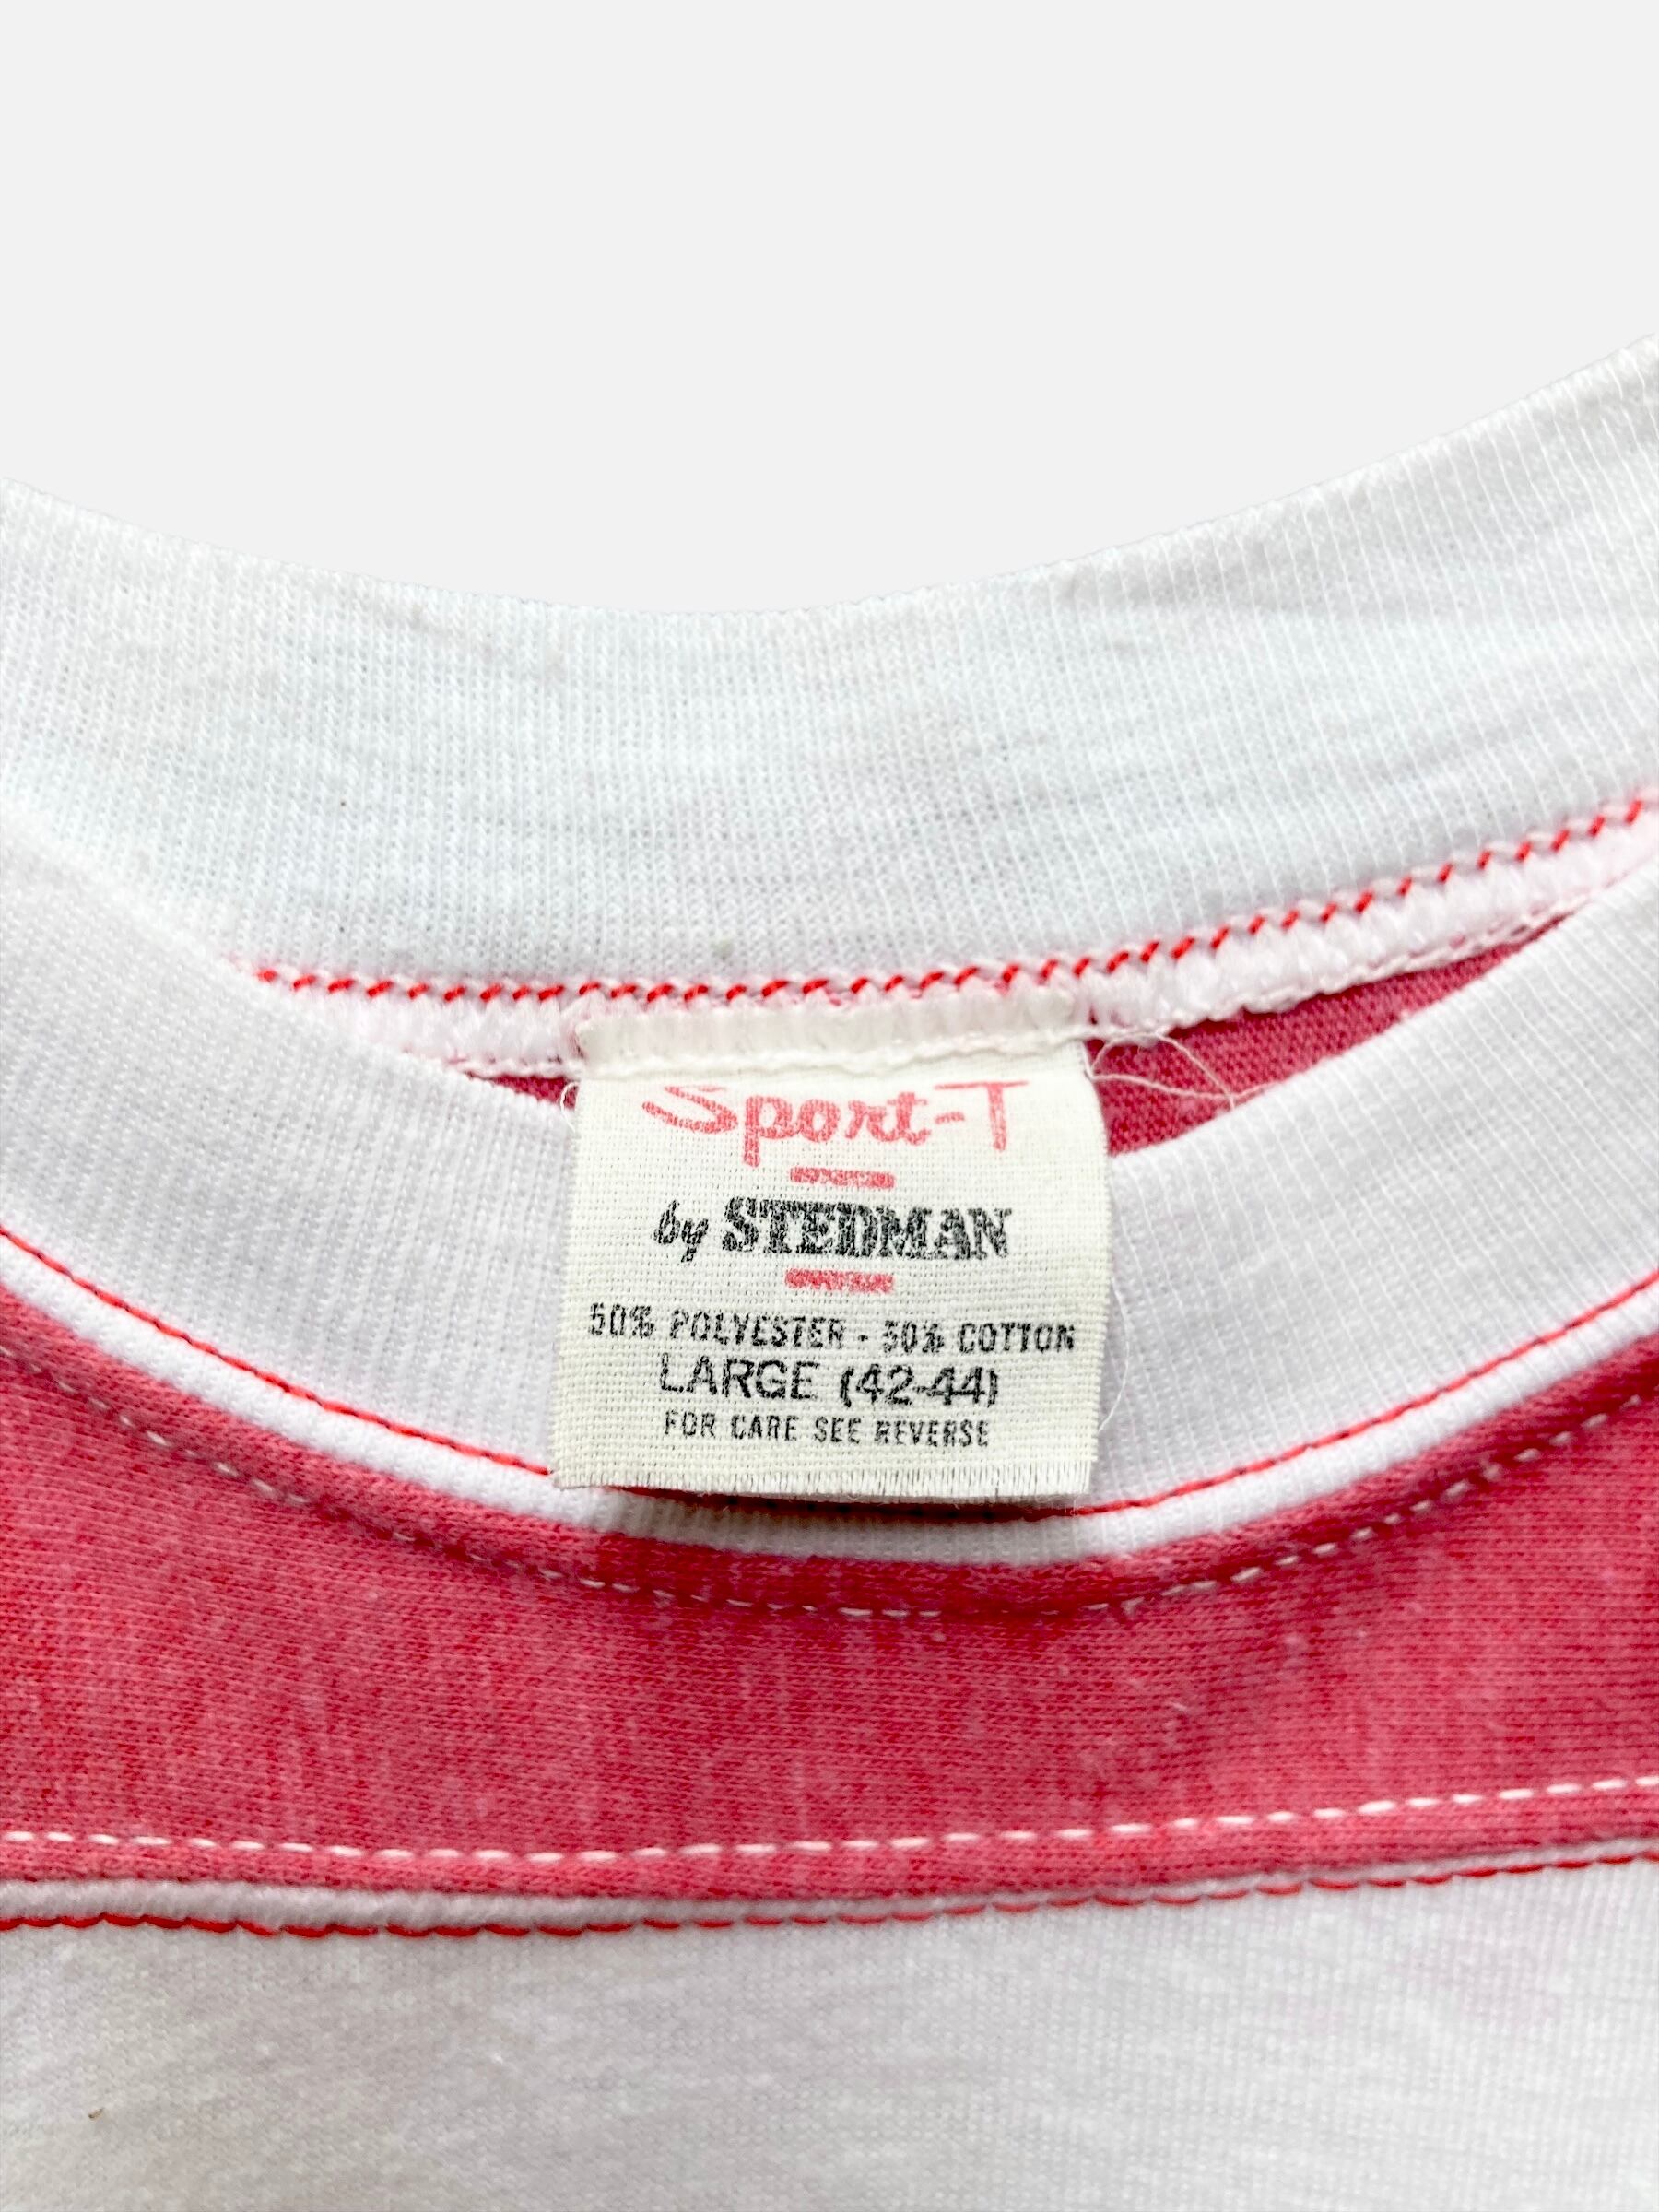 Sport-T
by STEDMAN
50% POLYESTER - 50% COTTON
LARGE (42-44)
FOR CARE SEE REVERSE